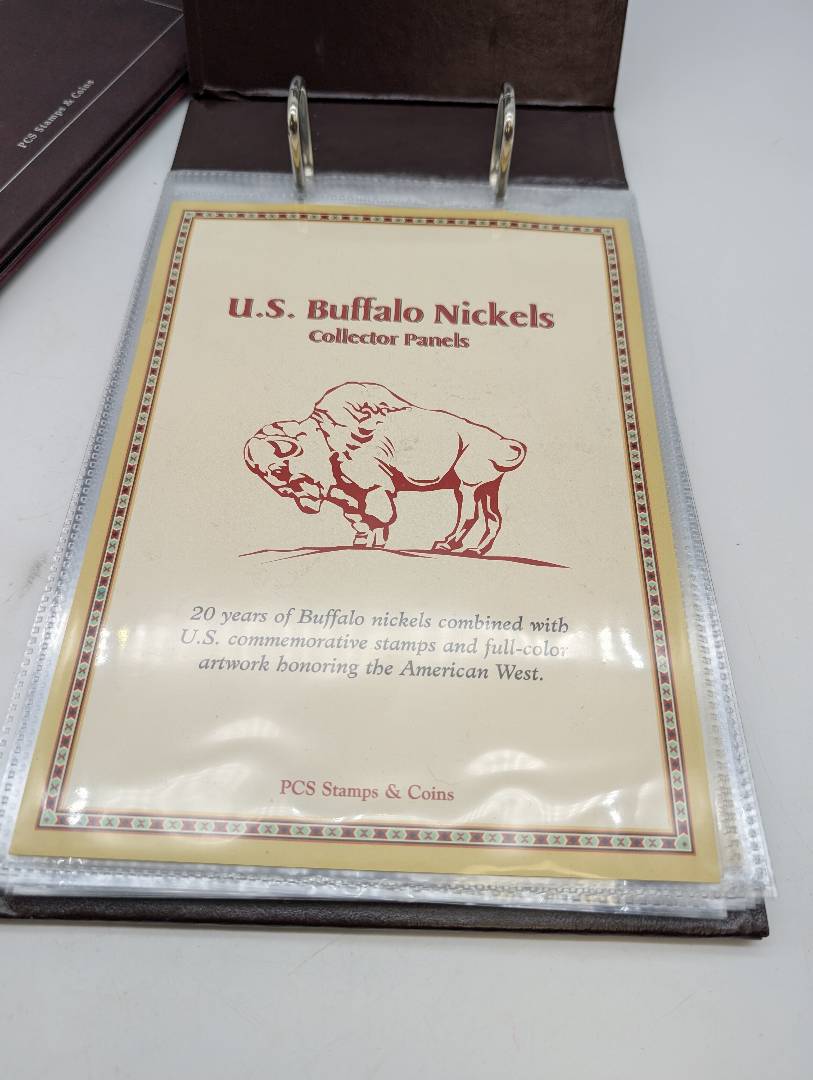 PCS Stamps & Coins
U.S. Buffalo Nickels
Collector Panels
20 years of Buffalo nickels combined with
U.S. commemorative stamps and full-color
artwork honoring the American West.
PCS Stamps & Coins